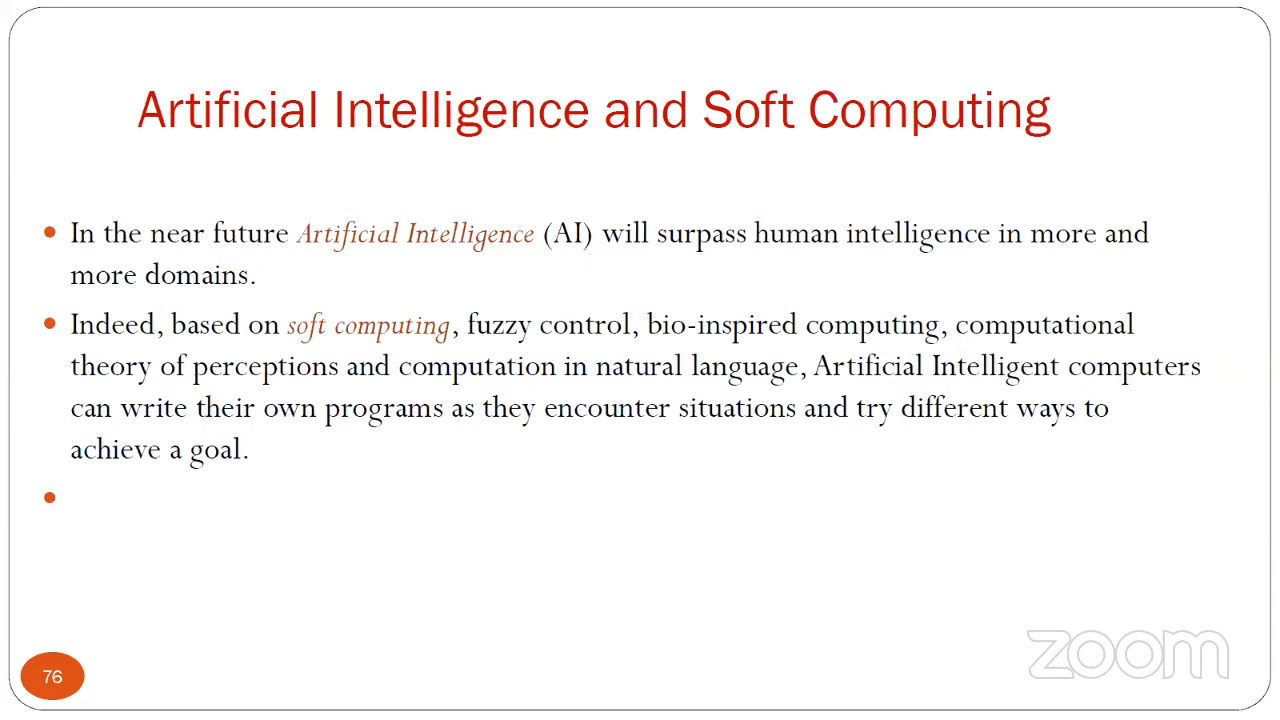 Artificial Intelligence and Soft Computing
• In the near future Artificial Intelligence (AI) will surpass human intelligence in more and
more domains.
• Indeed, based on soft computing, fuzzy control, bio-inspired computing, computational
theory of perceptions and computation in natural language, Artificial Intelligent computers
can write their own programs as they encounter situations and try different ways to
achieve a goal.
•
76
zoom